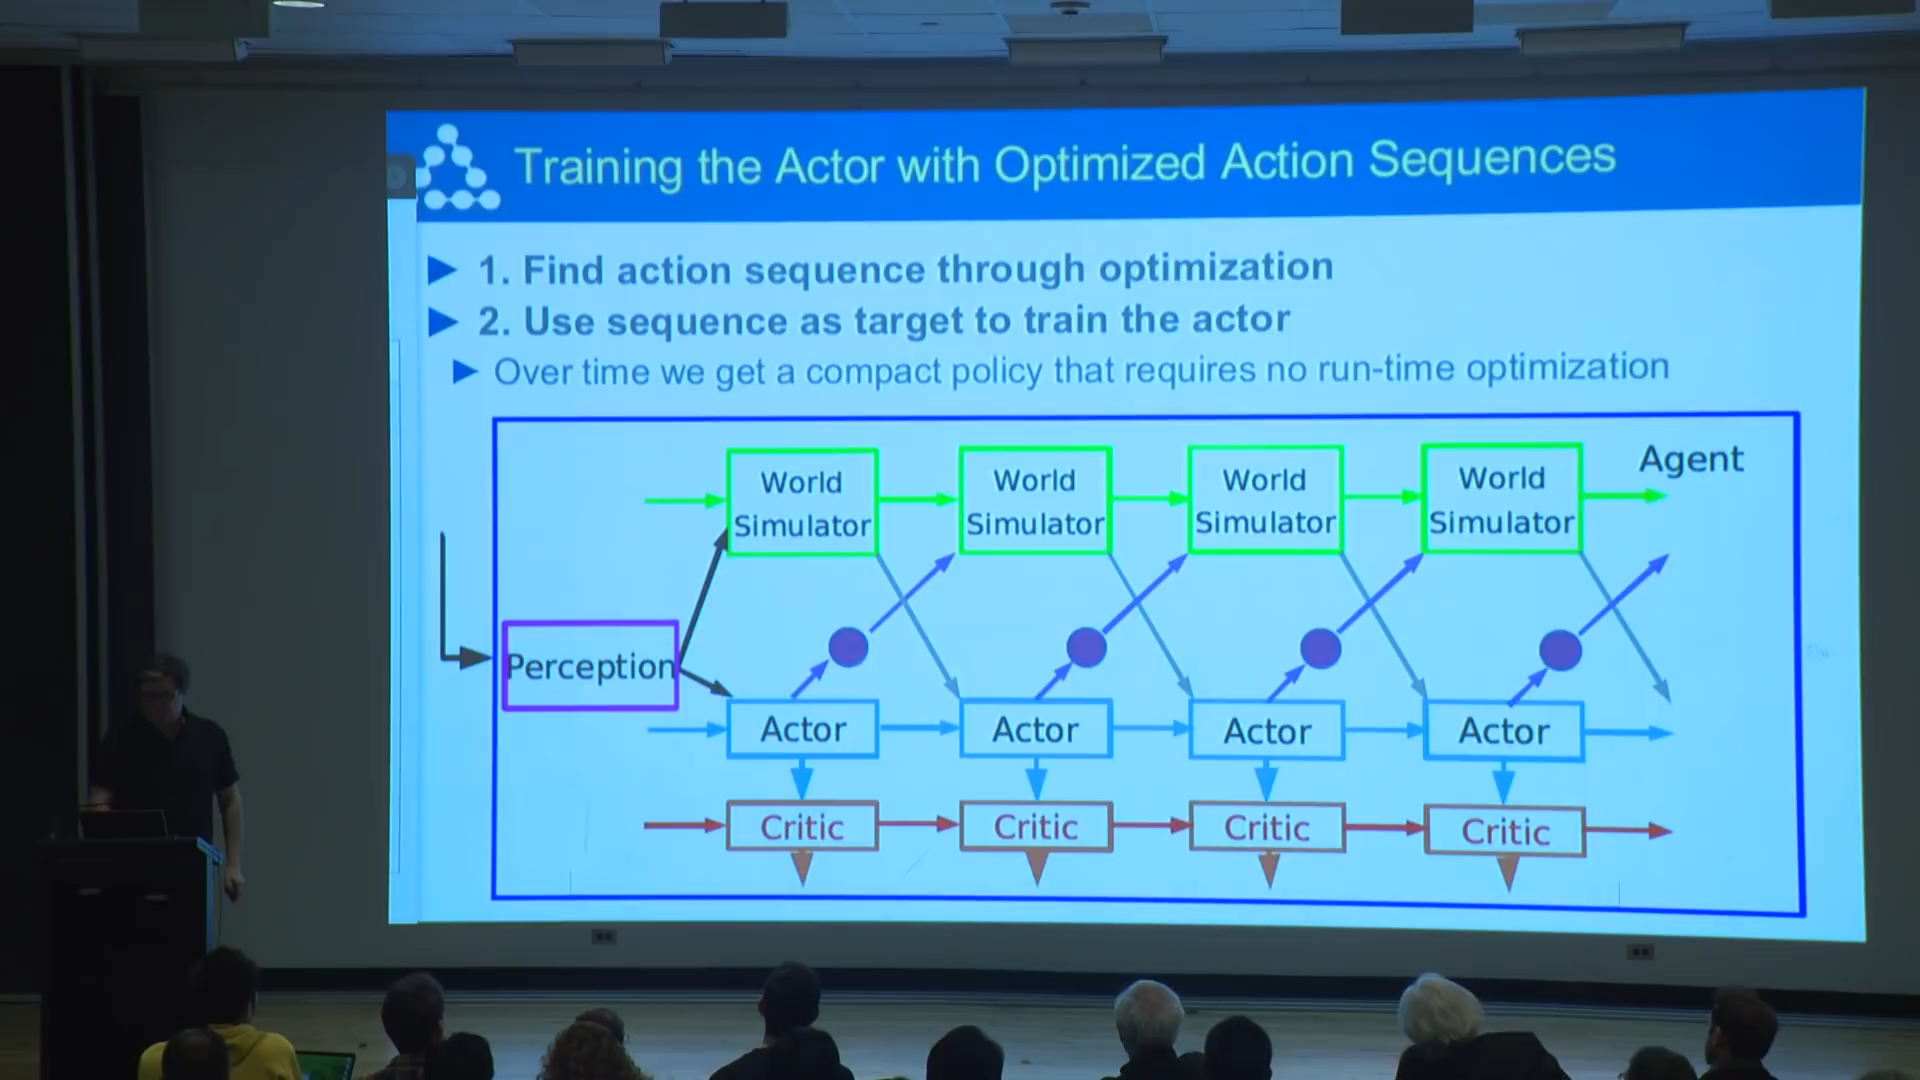 Training the Actor with Optimized Action Sequences
1. Find action sequence through optimization
2. Use sequence as target to train the actor
Over time we get a compact policy that requires no run-time optimization
Agent
World Simulator
World Simulator
World Simulator
World Simulator
Perception
Actor
Actor
Actor
Actor
Critic
Critic
Critic
Critic